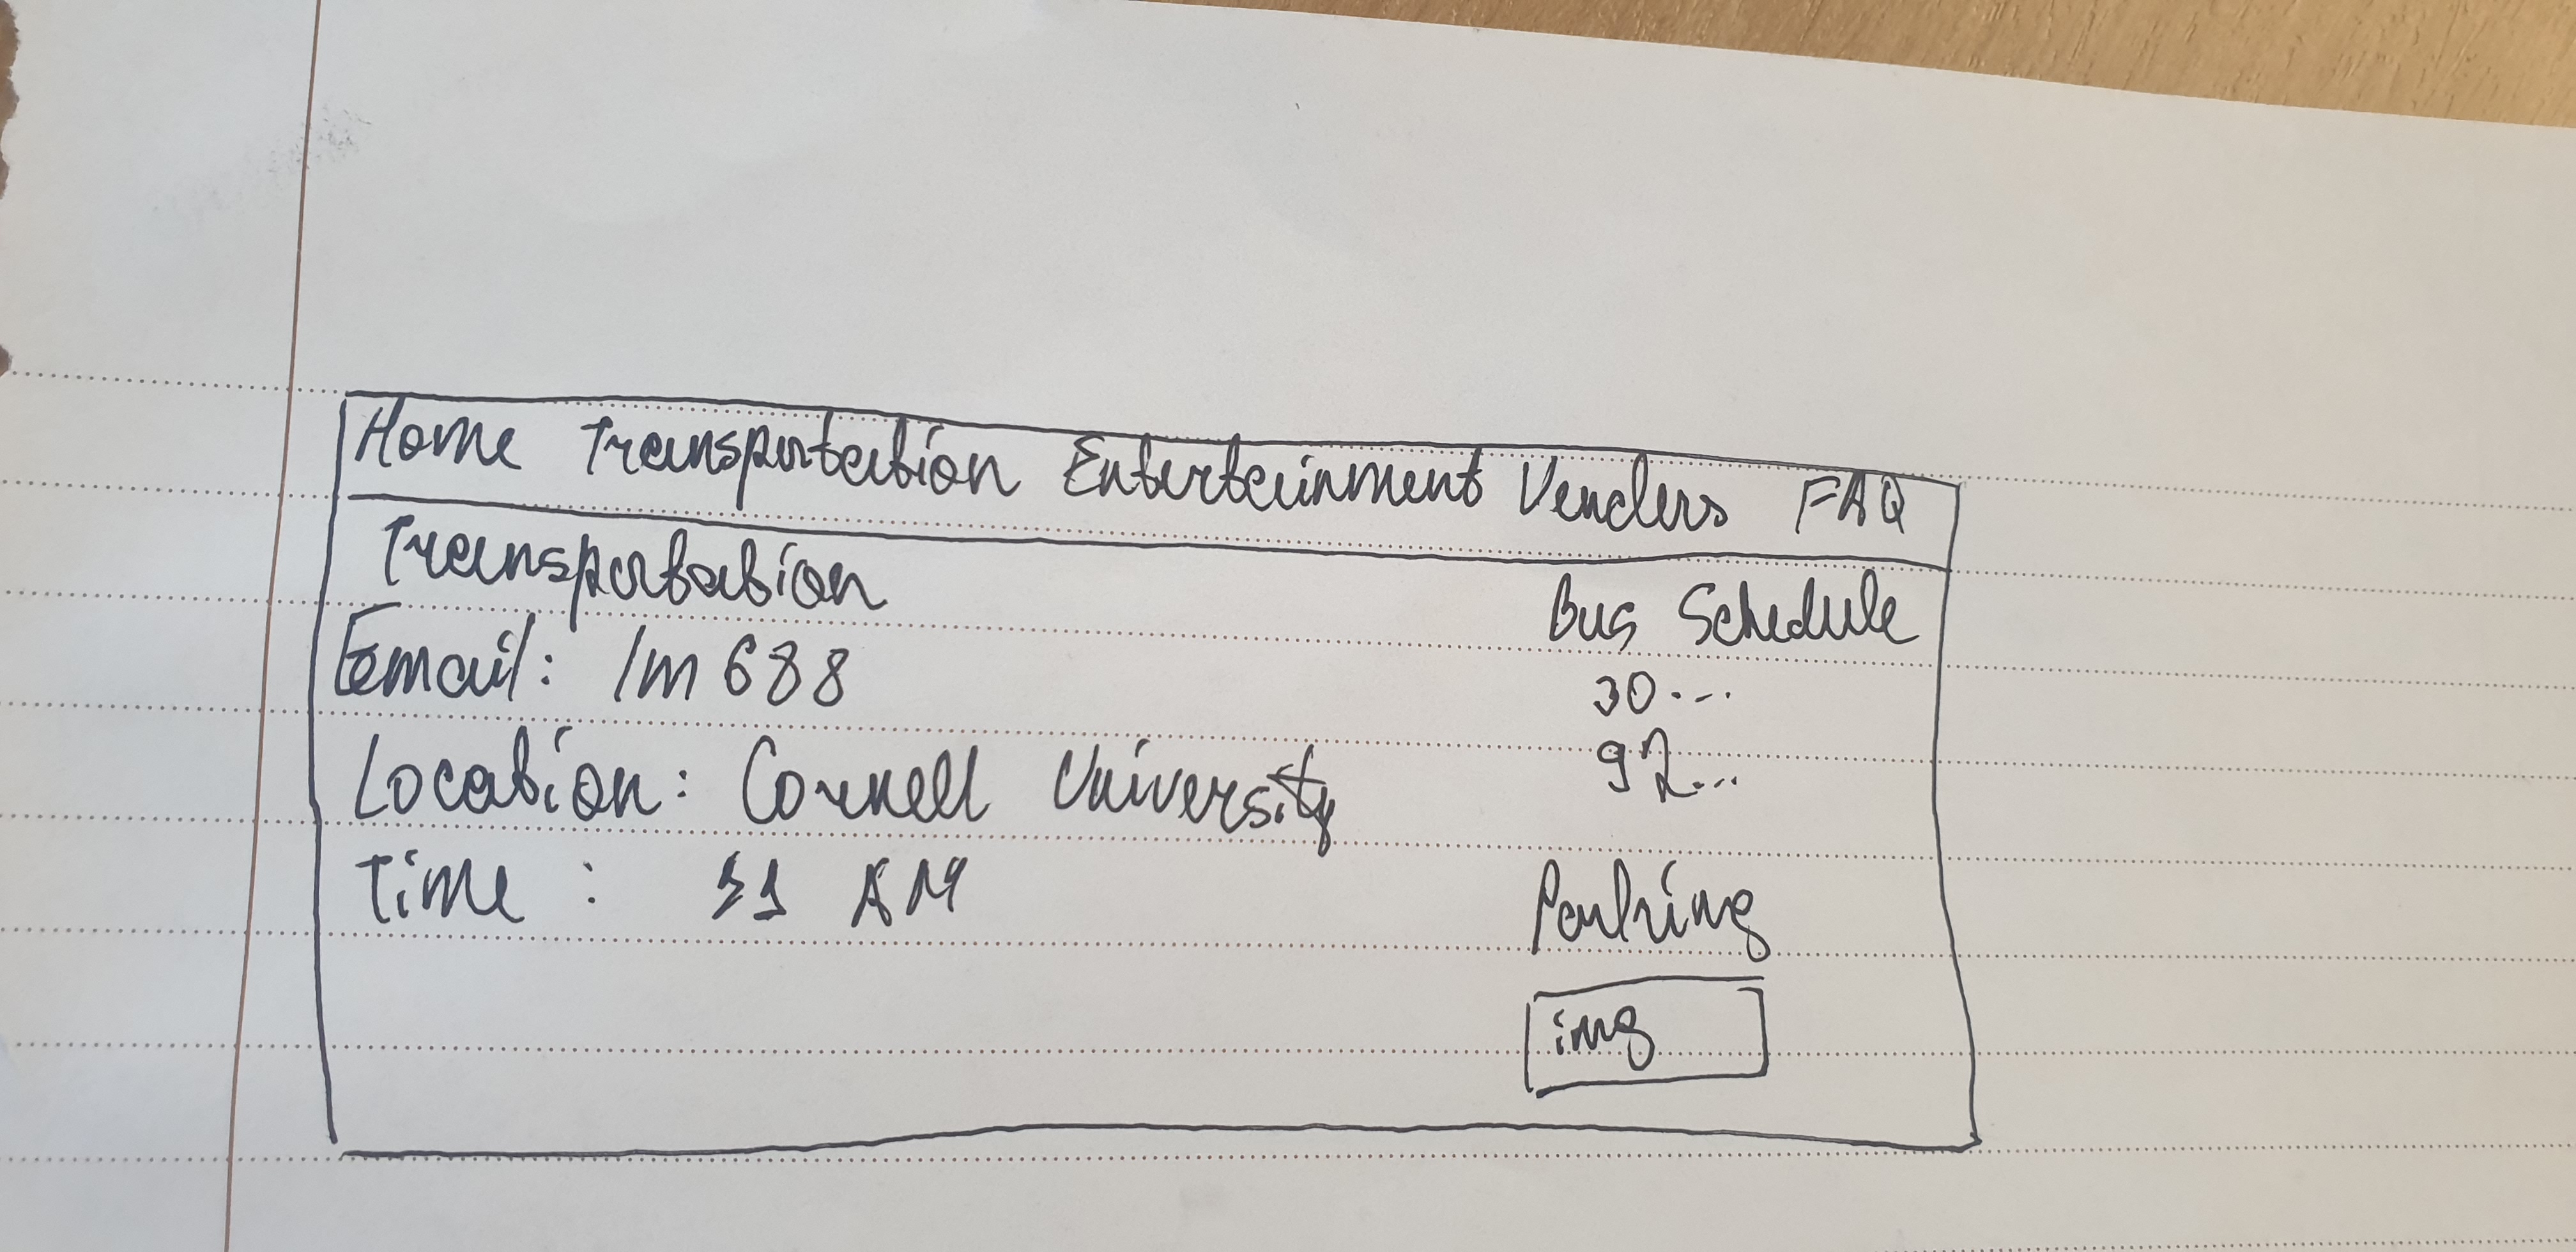 Home Transportation Entertainment Venders FAQ
Transportation
Email: lm688
Location: Cornell University
Time : 11 AM
Bus Schedule
30...
92...
Parking
img